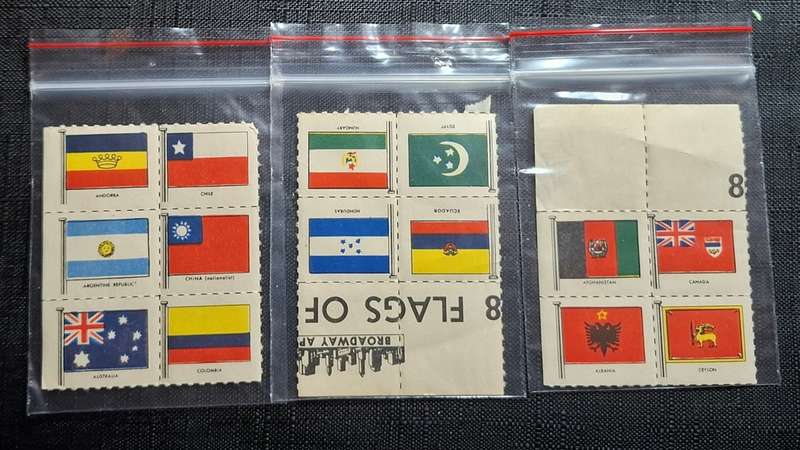 ANDORRA
CHILE
ARGENTINE REPUBLIC
CHINA (nationalist)
AUSTRALIA
COLOMBIA
HUNGARY
EGYPT
HONDURAS
ECUADOR
8 FLAGS OF
BROADWAY AP
8
AFGHANISTAN
CANADA
ALBANIA
CEYLON